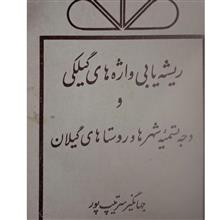 ریشه‌یابی واژه‌های گیلکی
و
وجه تسمیهٔ شهرها و روستاهای گیلان
جهانگیر سرتیپ پور